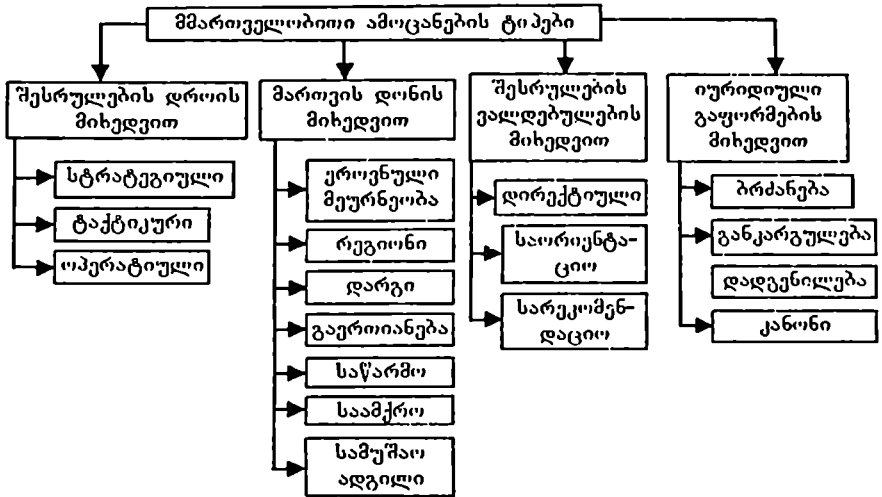 მმართველობითი ამოცანების ტიპები
შესრულების დროის
მიხედვით
სტრატეგიული
ტაქტიკური
ოპერატიული
მართვის დონის
მიხედვით
ეროვნული
მეურნეობა
რეგიონი
დარგი
გაერთიანება
საწარმო
საამქრო
სამუშაო
ადგილი
შესრულების
ვალდებულების
მიხედვით
დირექტიული
საორიენტა-
ციო
სარეკომენ-
დაციო
იურიდიული
გაფორმების
მიხედვით
ბრძანება
განკარგულება
დადგენილება
კანონი